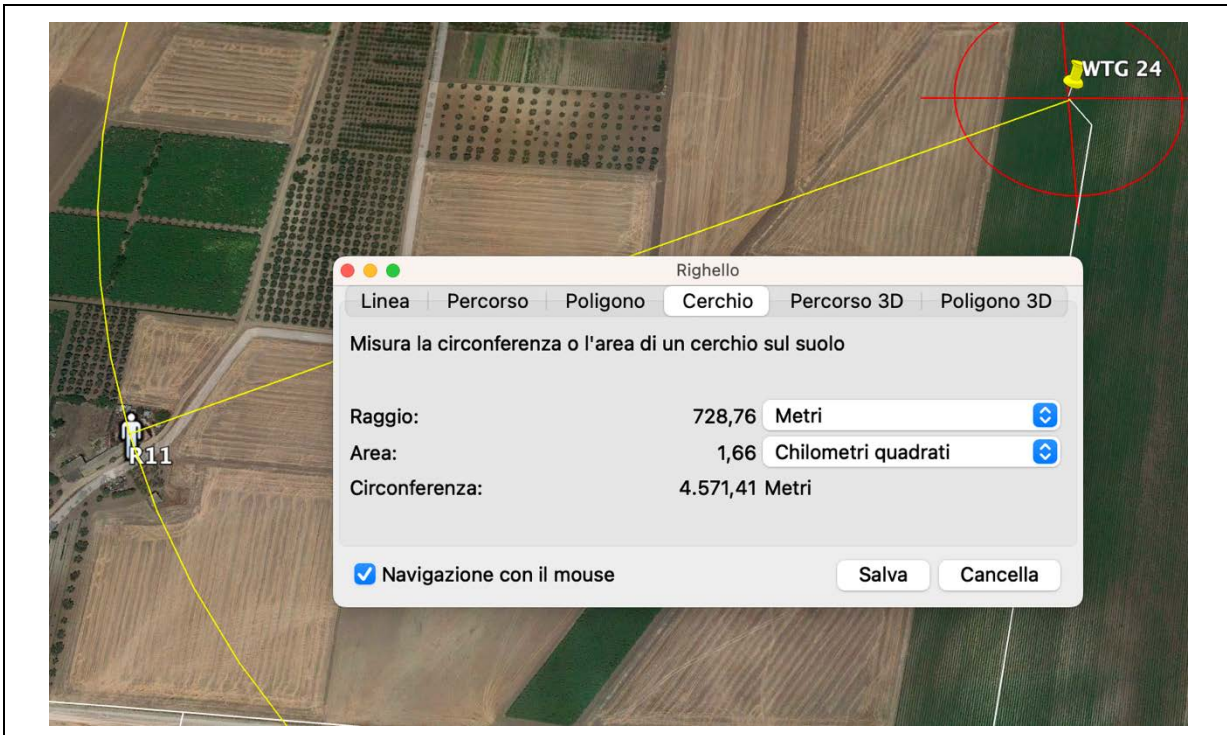 WTG 24
Righello
Linea Percorso Poligono Cerchio Percorso 3D Poligono 3D
Misura la circonferenza o l'area di un cerchio sul suolo
Raggio: 728,76 Metri
Area: 1,66 Chilometri quadrati
R11
Circonferenza: 4.571,41 Metri
Navigazione con il mouse Salva Cancella